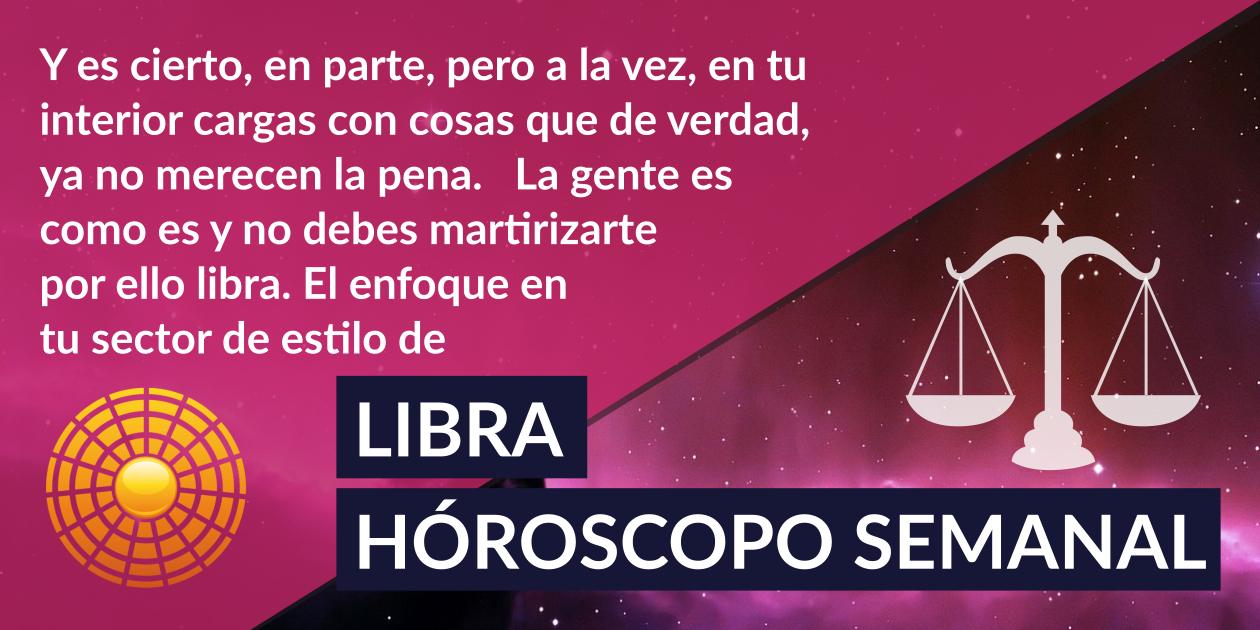 Y es cierto, en parte, pero a la vez, en tu
interior cargas con cosas que de verdad,
ya no merecen la pena.   La gente es
como es y no debes martirizarte
por ello libra. El enfoque en
tu sector de estilo de
LIBRA
HÓROSCOPO SEMANAL